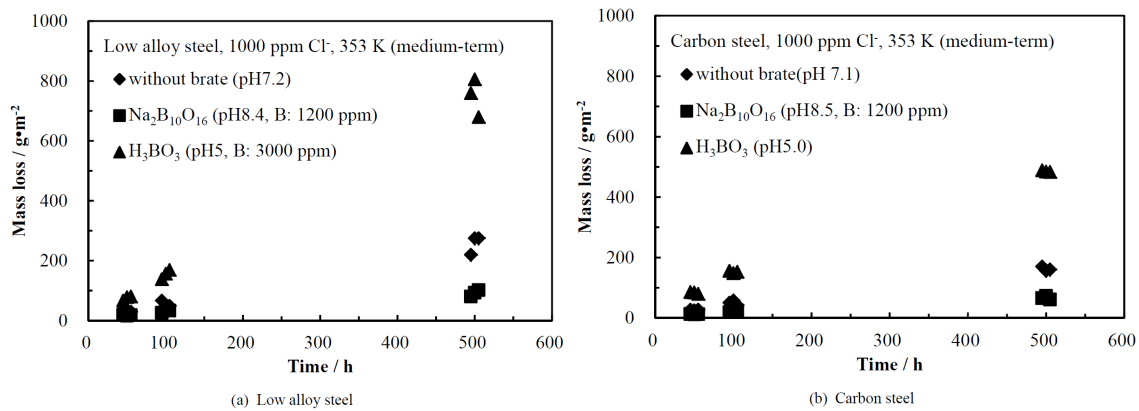 1000
800
600
400
200
0
Mass loss / g•m-2
Low alloy steel, 1000 ppm Cl-, 353 K (medium-term)
without brate (pH7.2)
Na2B10O16 (pH8.4, B: 1200 ppm)
H3BO3 (pH5, B: 3000 ppm)
0 100 200 300 400 500 600
Time / h
(a) Low alloy steel
1000
800
600
400
200
0
Mass loss / g•m-2
Carbon steel, 1000 ppm Cl-, 353 K (medium-term)
without brate(pH 7.1)
Na2B10O16 (pH8.5, B: 1200 ppm)
H3BO3 (pH5.0)
0 100 200 300 400 500 600
Time / h
(b) Carbon steel